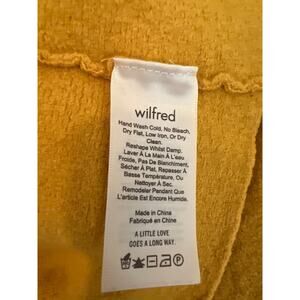 wilfred
Hand Wash Cold, No Bleach,
Dry Flat, Low Iron, Or Dry
Clean.
Reshape Whilst Damp.
Laver À La Main À L'eau
Froide, Pas De Blanchiment,
Sécher À Plat, Repasser À
Basse Température, Ou
Nettoyer À Sec.
Remodeler Pendant Que
L'article Est Encore Humide.
Made in China
Fabriqué en Chine
A LITTLE LOVE
GOES A LONG WAY.